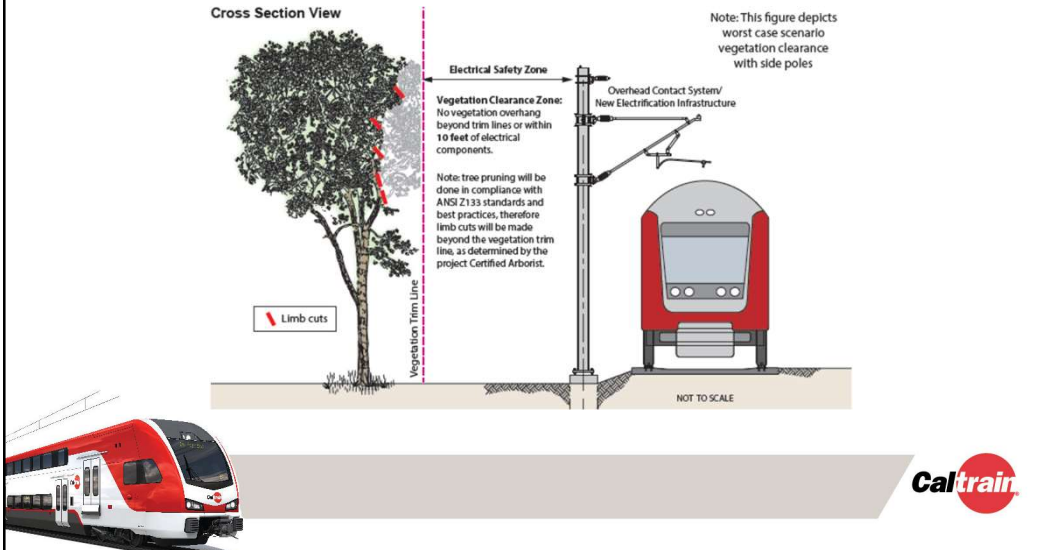 Cross Section View
Note: This figure depicts
worst case scenario
vegetation clearance
with side poles
Electrical Safety Zone
Vegetation Clearance Zone:
No vegetation overhang
beyond trim lines or within
10 feet of electrical
components.
Note: tree pruning will be
done in compliance with
ANSI Z133 standards and
best practices, therefore
limb cuts will be made
beyond the vegetation trim
line, as determined by the
project Certified Arborist.
Overhead Contact System/
New Electrification Infrastructure
Vegetation Trim Line
Limb cuts
NOT TO SCALE
Cal
Caltrain